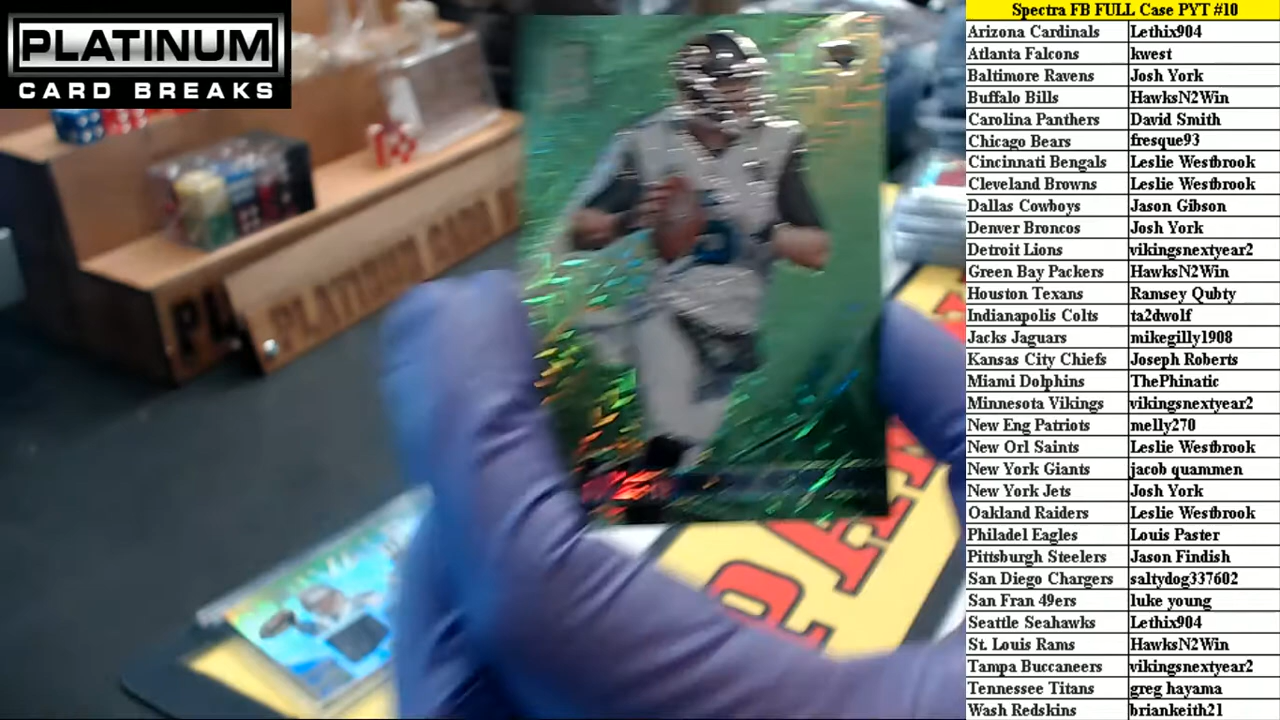 PLATINUM
CARD BREAKS
Spectra FB FULL Case PYT #10
Arizona Cardinals Lethix904
Atlanta Falcons kwest
Baltimore Ravens Josh York
Buffalo Bills HawksN2Win
Carolina Panthers David Smith
Chicago Bears fresque93
Cincinnati Bengals Leslie Westbrook
Cleveland Browns Leslie Westbrook
Dallas Cowboys Jason Gibson
Denver Broncos Josh York
Detroit Lions vikingsnextyear2
Green Bay Packers HawksN2Win
Houston Texans Ramsey Qubty
Indianapolis Colts ta2dwolf
Jacks Jaguars mikegilly1908
Kansas City Chiefs Joseph Roberts
Miami Dolphins ThePhinatic
Minnesota Vikings vikingsnextyear2
New Eng Patriots melly270
New Orl Saints Leslie Westbrook
New York Giants jacob quammen
New York Jets Josh York
Oakland Raiders Leslie Westbrook
Philadel Eagles Louis Paster
Pittsburgh Steelers Jason Findish
San Diego Chargers saltydog337602
San Fran 49ers luke young
Seattle Seahawks Lethix904
St. Louis Rams HawksN2Win
Tampa Buccaneers vikingsnextyear2
Tennessee Titans greg hayama
Wash Redskins briankeith21